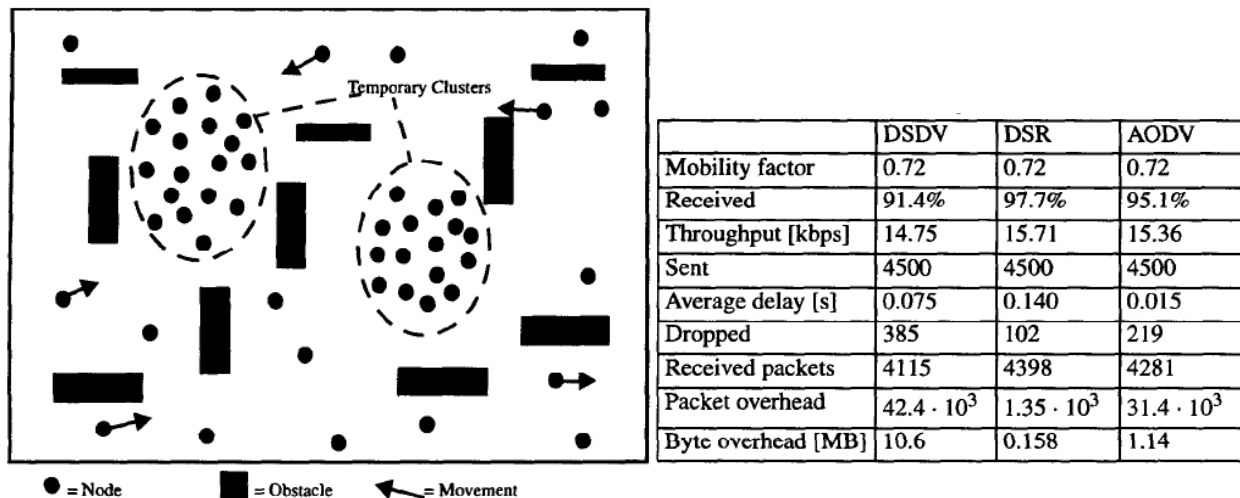 Temporary Clusters
= Node
= Obstacle
= Movement
DSDV DSR AODV
Mobility factor 0.72 0.72 0.72
Received 91.4% 97.7% 95.1%
Throughput [kbps] 14.75 15.71 15.36
Sent 4500 4500 4500
Average delay [s] 0.075 0.140 0.015
Dropped 385 102 219
Received packets 4115 4398 4281
Packet overhead 42.4 · 10³ 1.35 · 10³ 31.4 · 10³
Byte overhead [MB] 10.6 0.158 1.14